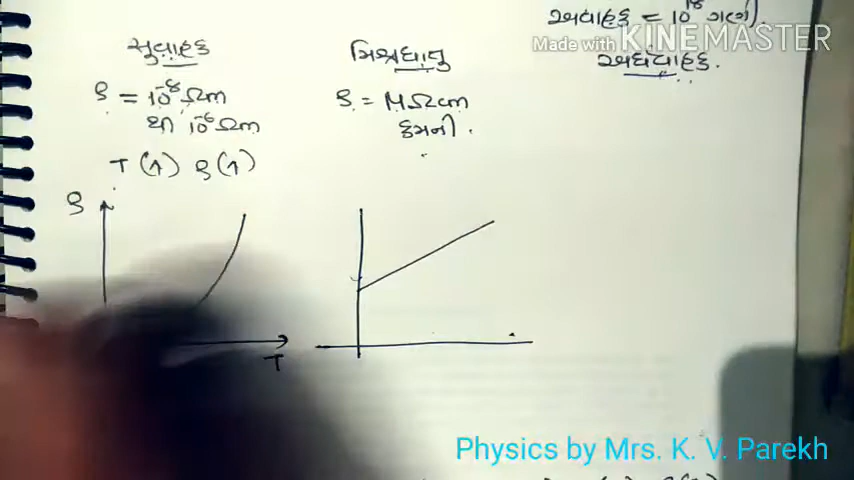 અવાહક = 10¹⁸ ગણી.
Made with KINEMASTER
સુવાહક
મિશ્રધાતુ
અર્ધવાહક.
ρ = 10⁻⁸ Ωm
થી 10⁻⁶ Ωm
ρ = μΩcm
ક્રમની.
T (↑) ρ (↑)
ρ
T
Physics by Mrs. K. V. Parekh